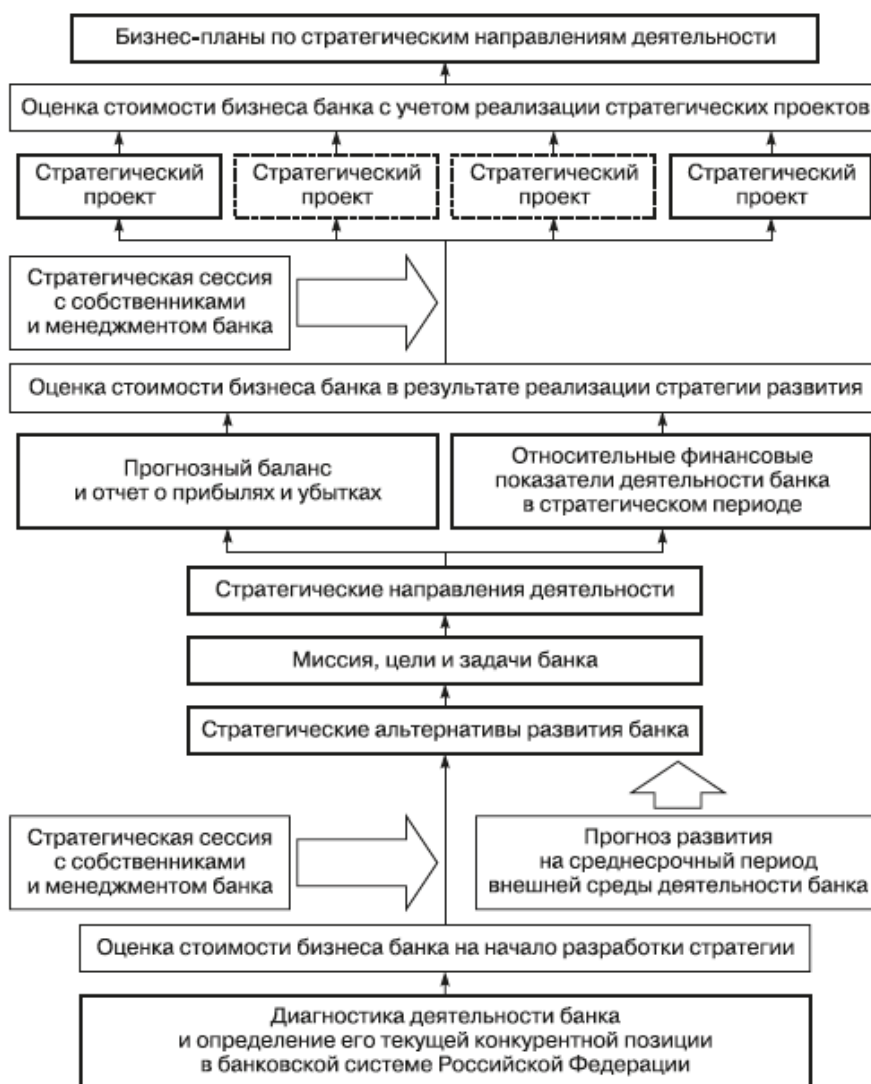 Бизнес-планы по стратегическим направлениям деятельности
Оценка стоимости бизнеса банка с учетом реализации стратегических проектов
Стратегический
проект
Стратегический
проект
Стратегический
проект
Стратегический
проект
Стратегическая сессия
с собственниками
и менеджментом банка
Оценка стоимости бизнеса банка в результате реализации стратегии развития
Прогнозный баланс
и отчет о прибылях и убытках
Относительные финансовые
показатели деятельности банка
в стратегическом периоде
Стратегические направления деятельности
Миссия, цели и задачи банка
Стратегические альтернативы развития банка
Стратегическая сессия
с собственниками
и менеджментом банка
Прогноз развития
на среднесрочный период
внешней среды деятельности банка
Оценка стоимости бизнеса банка на начало разработки стратегии
Диагностика деятельности банка
и определение его текущей конкурентной позиции
в банковской системе Российской Федерации